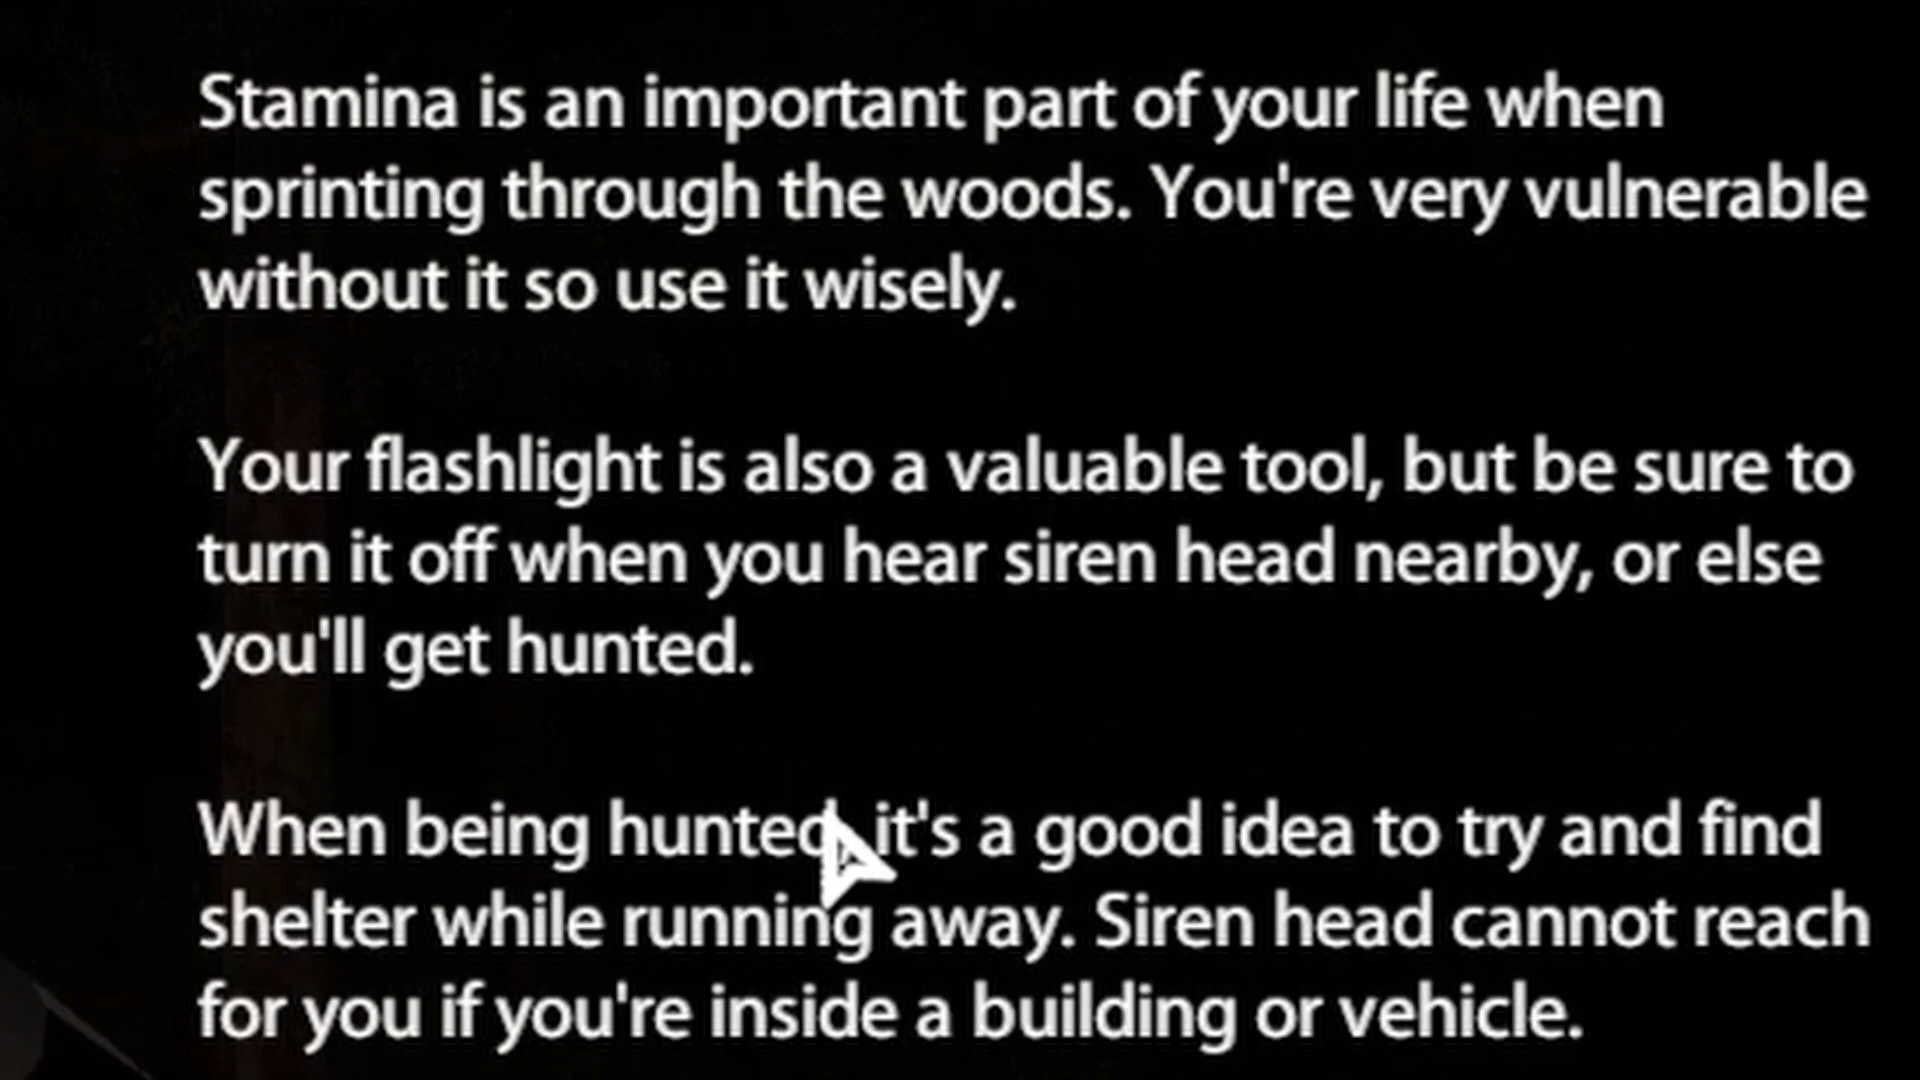 Stamina is an important part of your life when
sprinting through the woods. You're very vulnerable
without it so use it wisely.
Your flashlight is also a valuable tool, but be sure to
turn it off when you hear siren head nearby, or else
you'll get hunted.
When being hunted, it's a good idea to try and find
shelter while running away. Siren head cannot reach
for you if you're inside a building or vehicle.